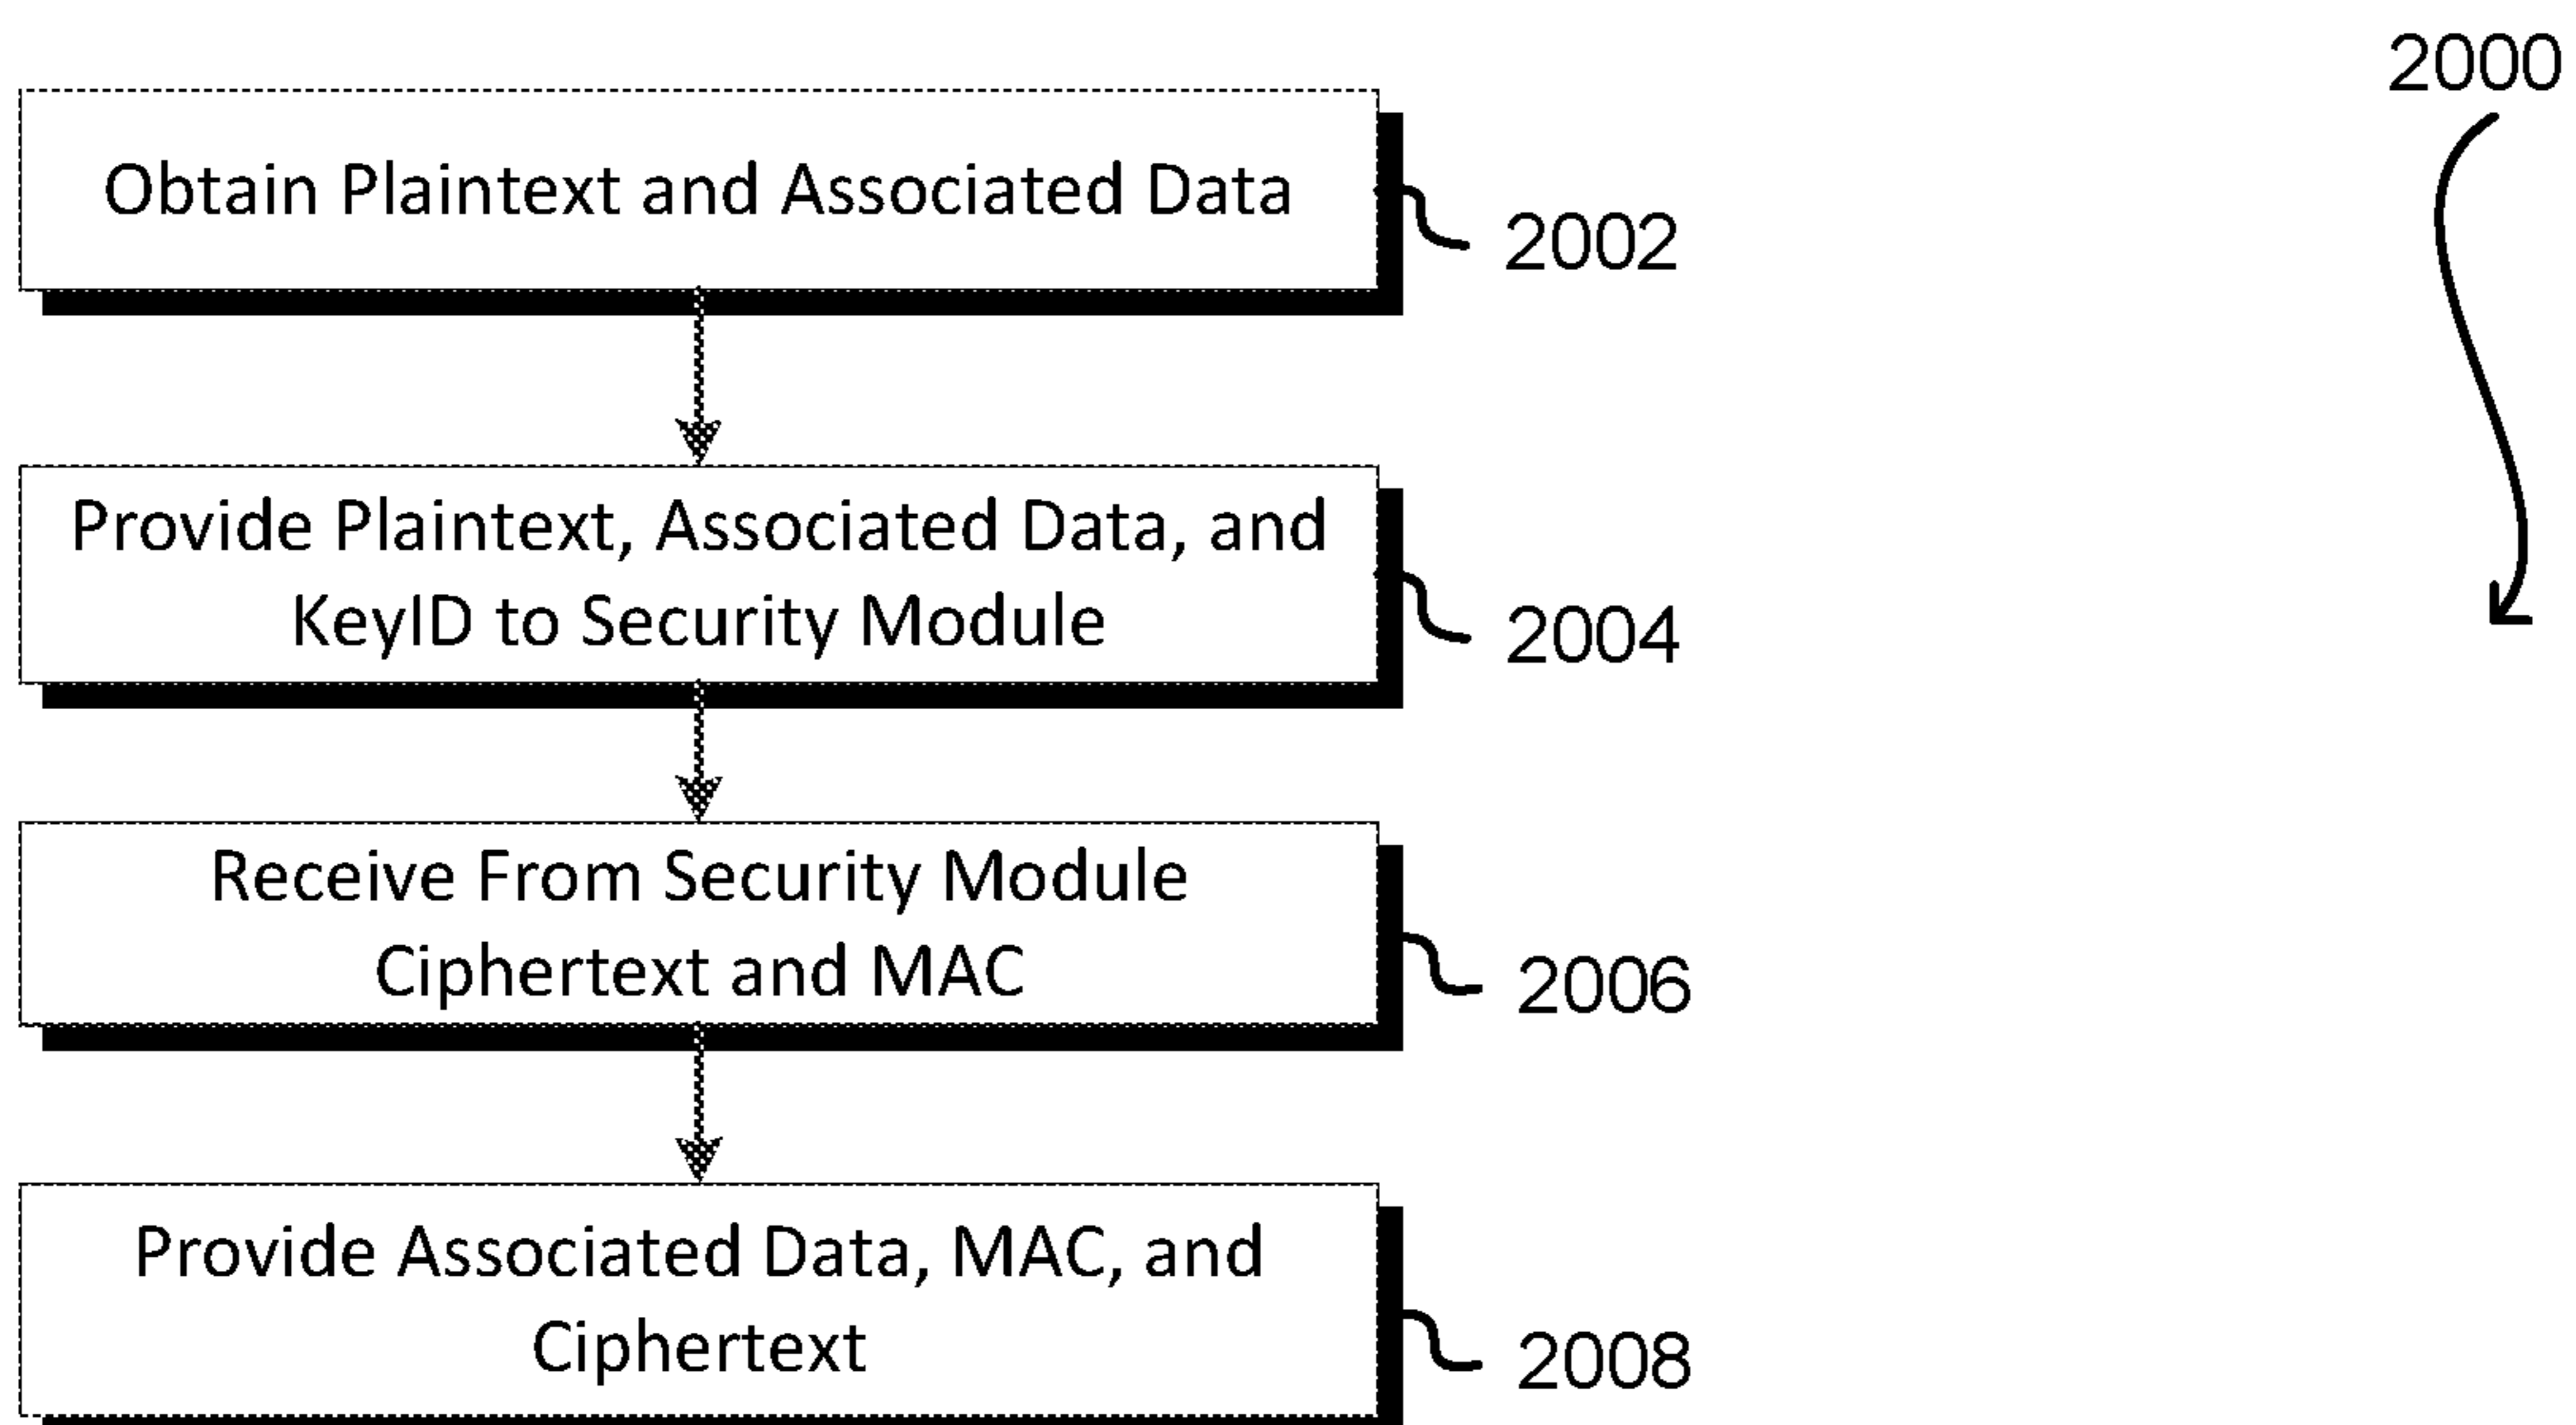 2000
Obtain Plaintext and Associated Data
2002
Provide Plaintext, Associated Data, and
KeyID to Security Module
2004
Receive From Security Module
Ciphertext and MAC
2006
Provide Associated Data, MAC, and
Ciphertext
2008